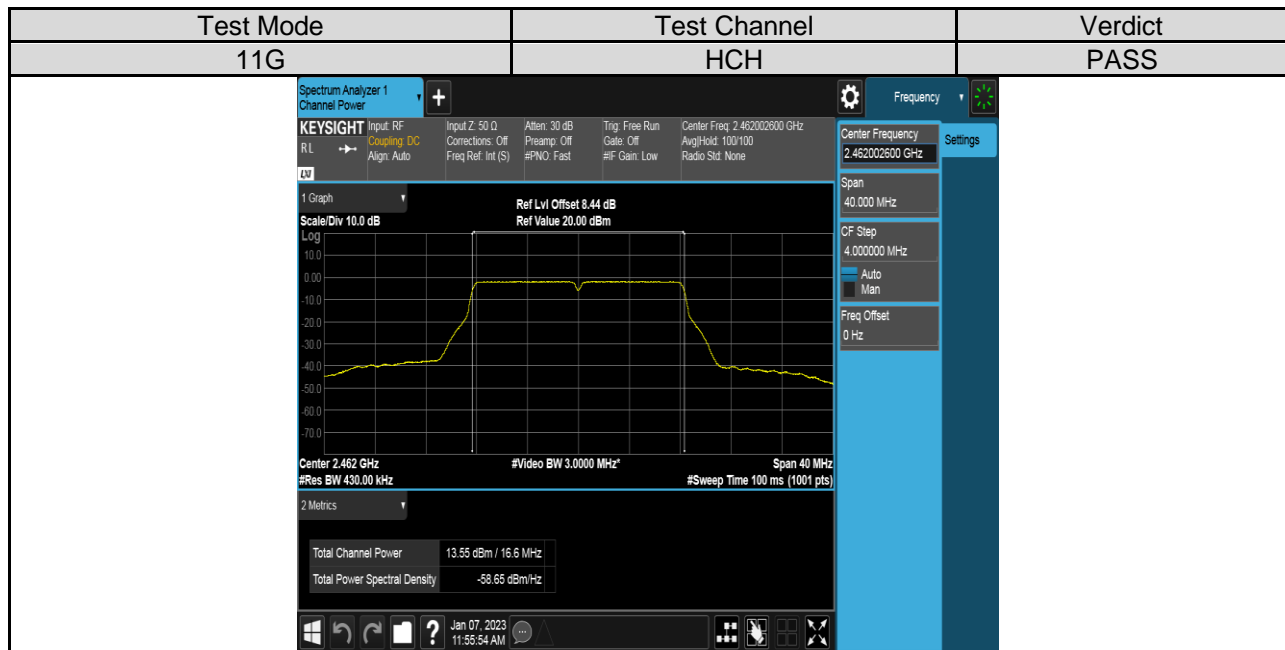 Test Mode Test Channel Verdict
11G HCH PASS
Spectrum Analyzer 1
Channel Power
Frequency
KEYSIGHT Input: RF Input Z: 50 Ω Atten: 30 dB Trig: Free Run Center Freq: 2.462002600 GHz
RL Coupling: DC Corrections: Off Preamp: Off Gate: Off Avg|Hold: 100/100
Align: Auto Freq Ref: Int (S) #PNO: Fast #IF Gain: Low Radio Std: None
LXI
Center Frequency
2.462002600 GHz
Settings
Span
40.000 MHz
CF Step
4.000000 MHz
Auto
Man
Freq Offset
0 Hz
1 Graph
Ref Lvl Offset 8.44 dB
Scale/Div 10.0 dB Ref Value 20.00 dBm
Log
10.0
0.00
-10.0
-20.0
-30.0
-40.0
-50.0
-60.0
-70.0
Center 2.462 GHz #Video BW 3.0000 MHz* Span 40 MHz
#Res BW 430.00 kHz #Sweep Time 100 ms (1001 pts)
2 Metrics
Total Channel Power 13.55 dBm / 16.6 MHz
Total Power Spectral Density -58.65 dBm/Hz
? Jan 07, 2023
11:55:54 AM